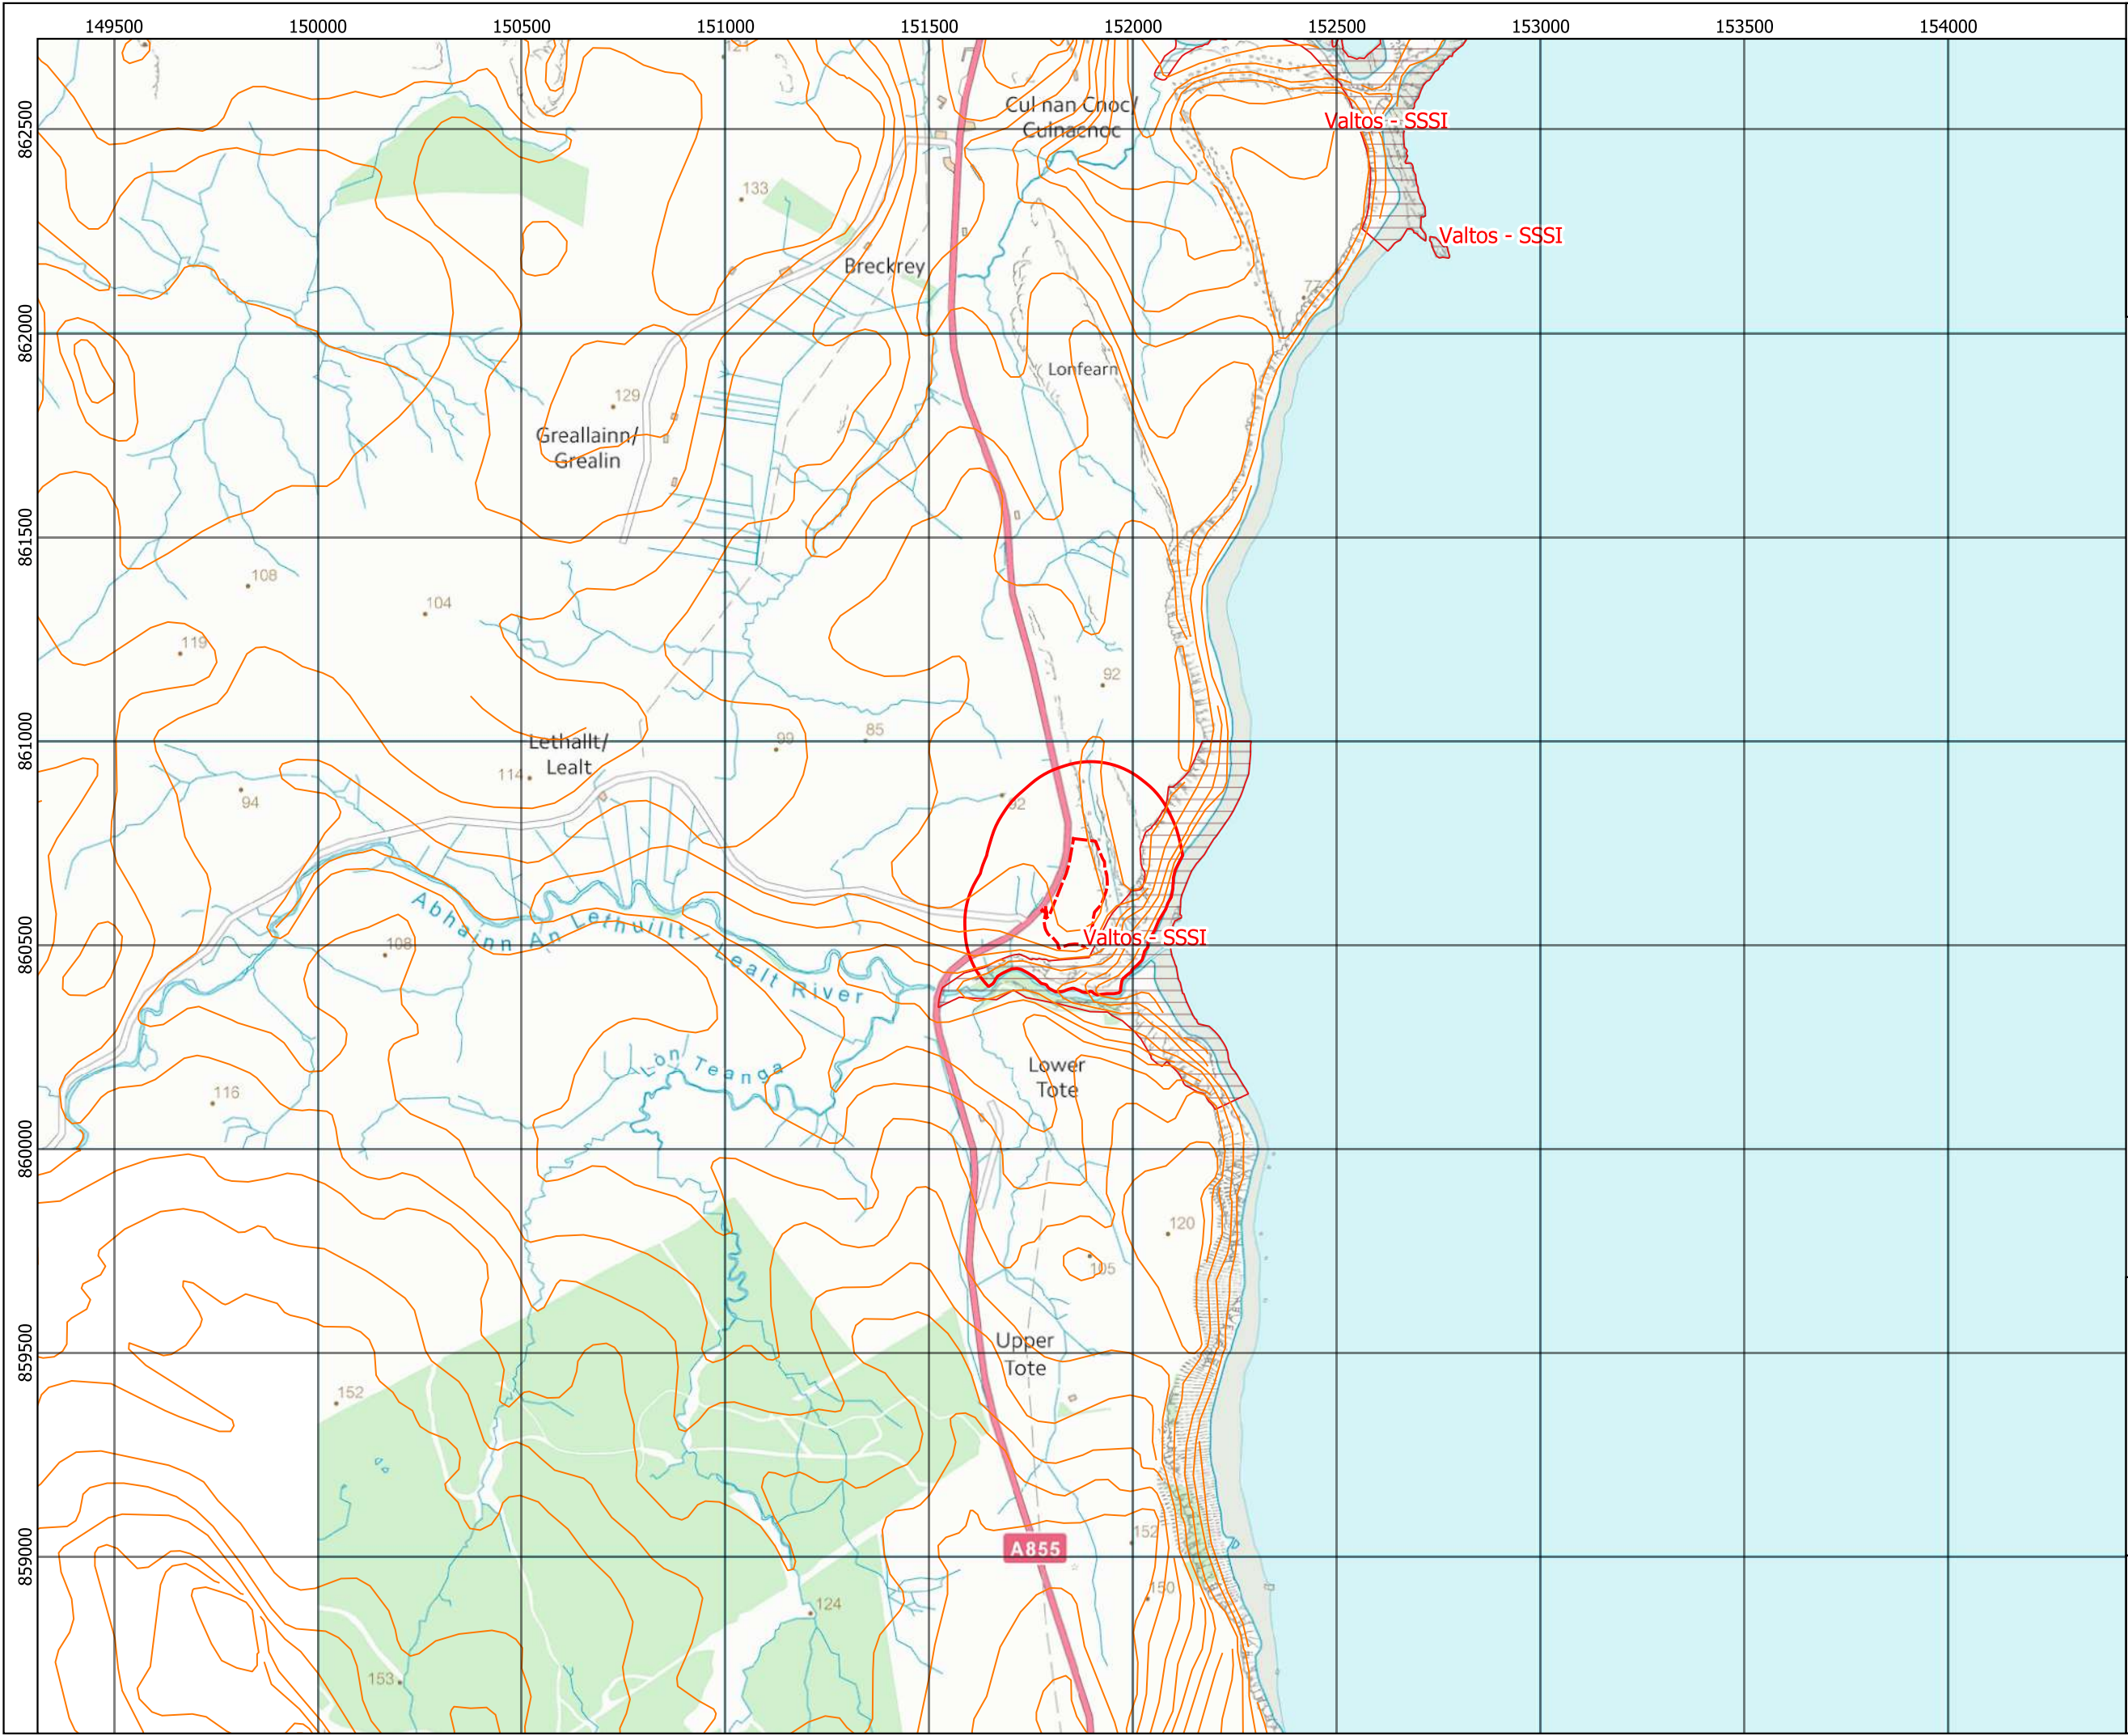 149500 150000 150500 151000 151500 152000 152500 153000 153500 154000
862500
862000
861500
861000
860500
860000
859500
859000
Cul nan Cnoc/
Culnacnoc
Valtos - SSSI
133
Valtos - SSSI
Breckrey
77
Lonfearn
129
Greallainn/
Grealin
108
104
119
92
85
99
Lethallt/
Lealt
114
94
92
Abhainn An Lethuillt / Lealt River
108
Valtos - SSSI
Lòn Teanga
Lower
Tote
116
120
105
Upper
Tote
152
152
A855
150
124
153